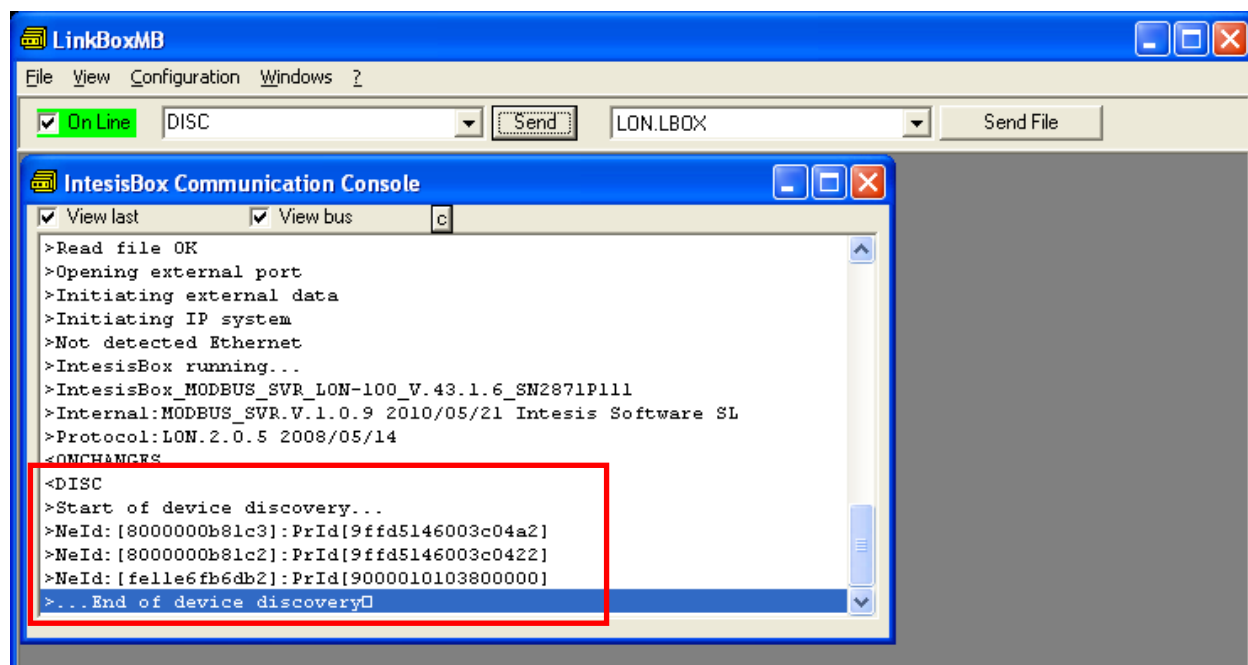 LinkBoxMB
File View Configuration Windows ?
On Line DISC Send LON.LBOX Send File
IntesisBox Communication Console
View last View bus c
>Read file OK
>Opening external port
>Initiating external data
>Initiating IP system
>Not detected Ethernet
>IntesisBox running...
>IntesisBox_MODBUS_SVR_LON-100_V.43.1.6_SN2871P111
>Internal:MODBUS_SVR.V.1.0.9 2010/05/21 Intesis Software SL
>Protocol:LON.2.0.5 2008/05/14
<ONCHANGES
<DISC
>Start of device discovery...
>NeId:[8000000b81c3]:PrId[9ffd5146003c04a2]
>NeId:[8000000b81c2]:PrId[9ffd5146003c0422]
>NeId:[fe11e6fb6db2]:PrId[9000010103800000]
>...End of device discovery